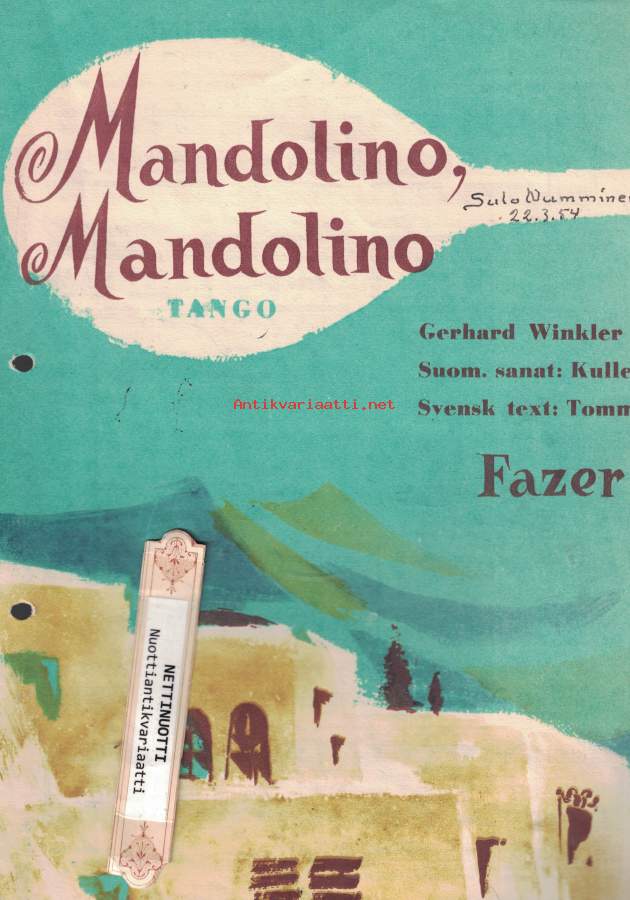 Mandolino,
Mandolino
TANGO
Sulo Nummine
22.3.54
Gerhard Winkler
Suom. sanat: Kulle
Svensk text: Tomm
Antikvariaatti.net
Fazer
NETTINUOTTI
Nuottiantikvariaatti